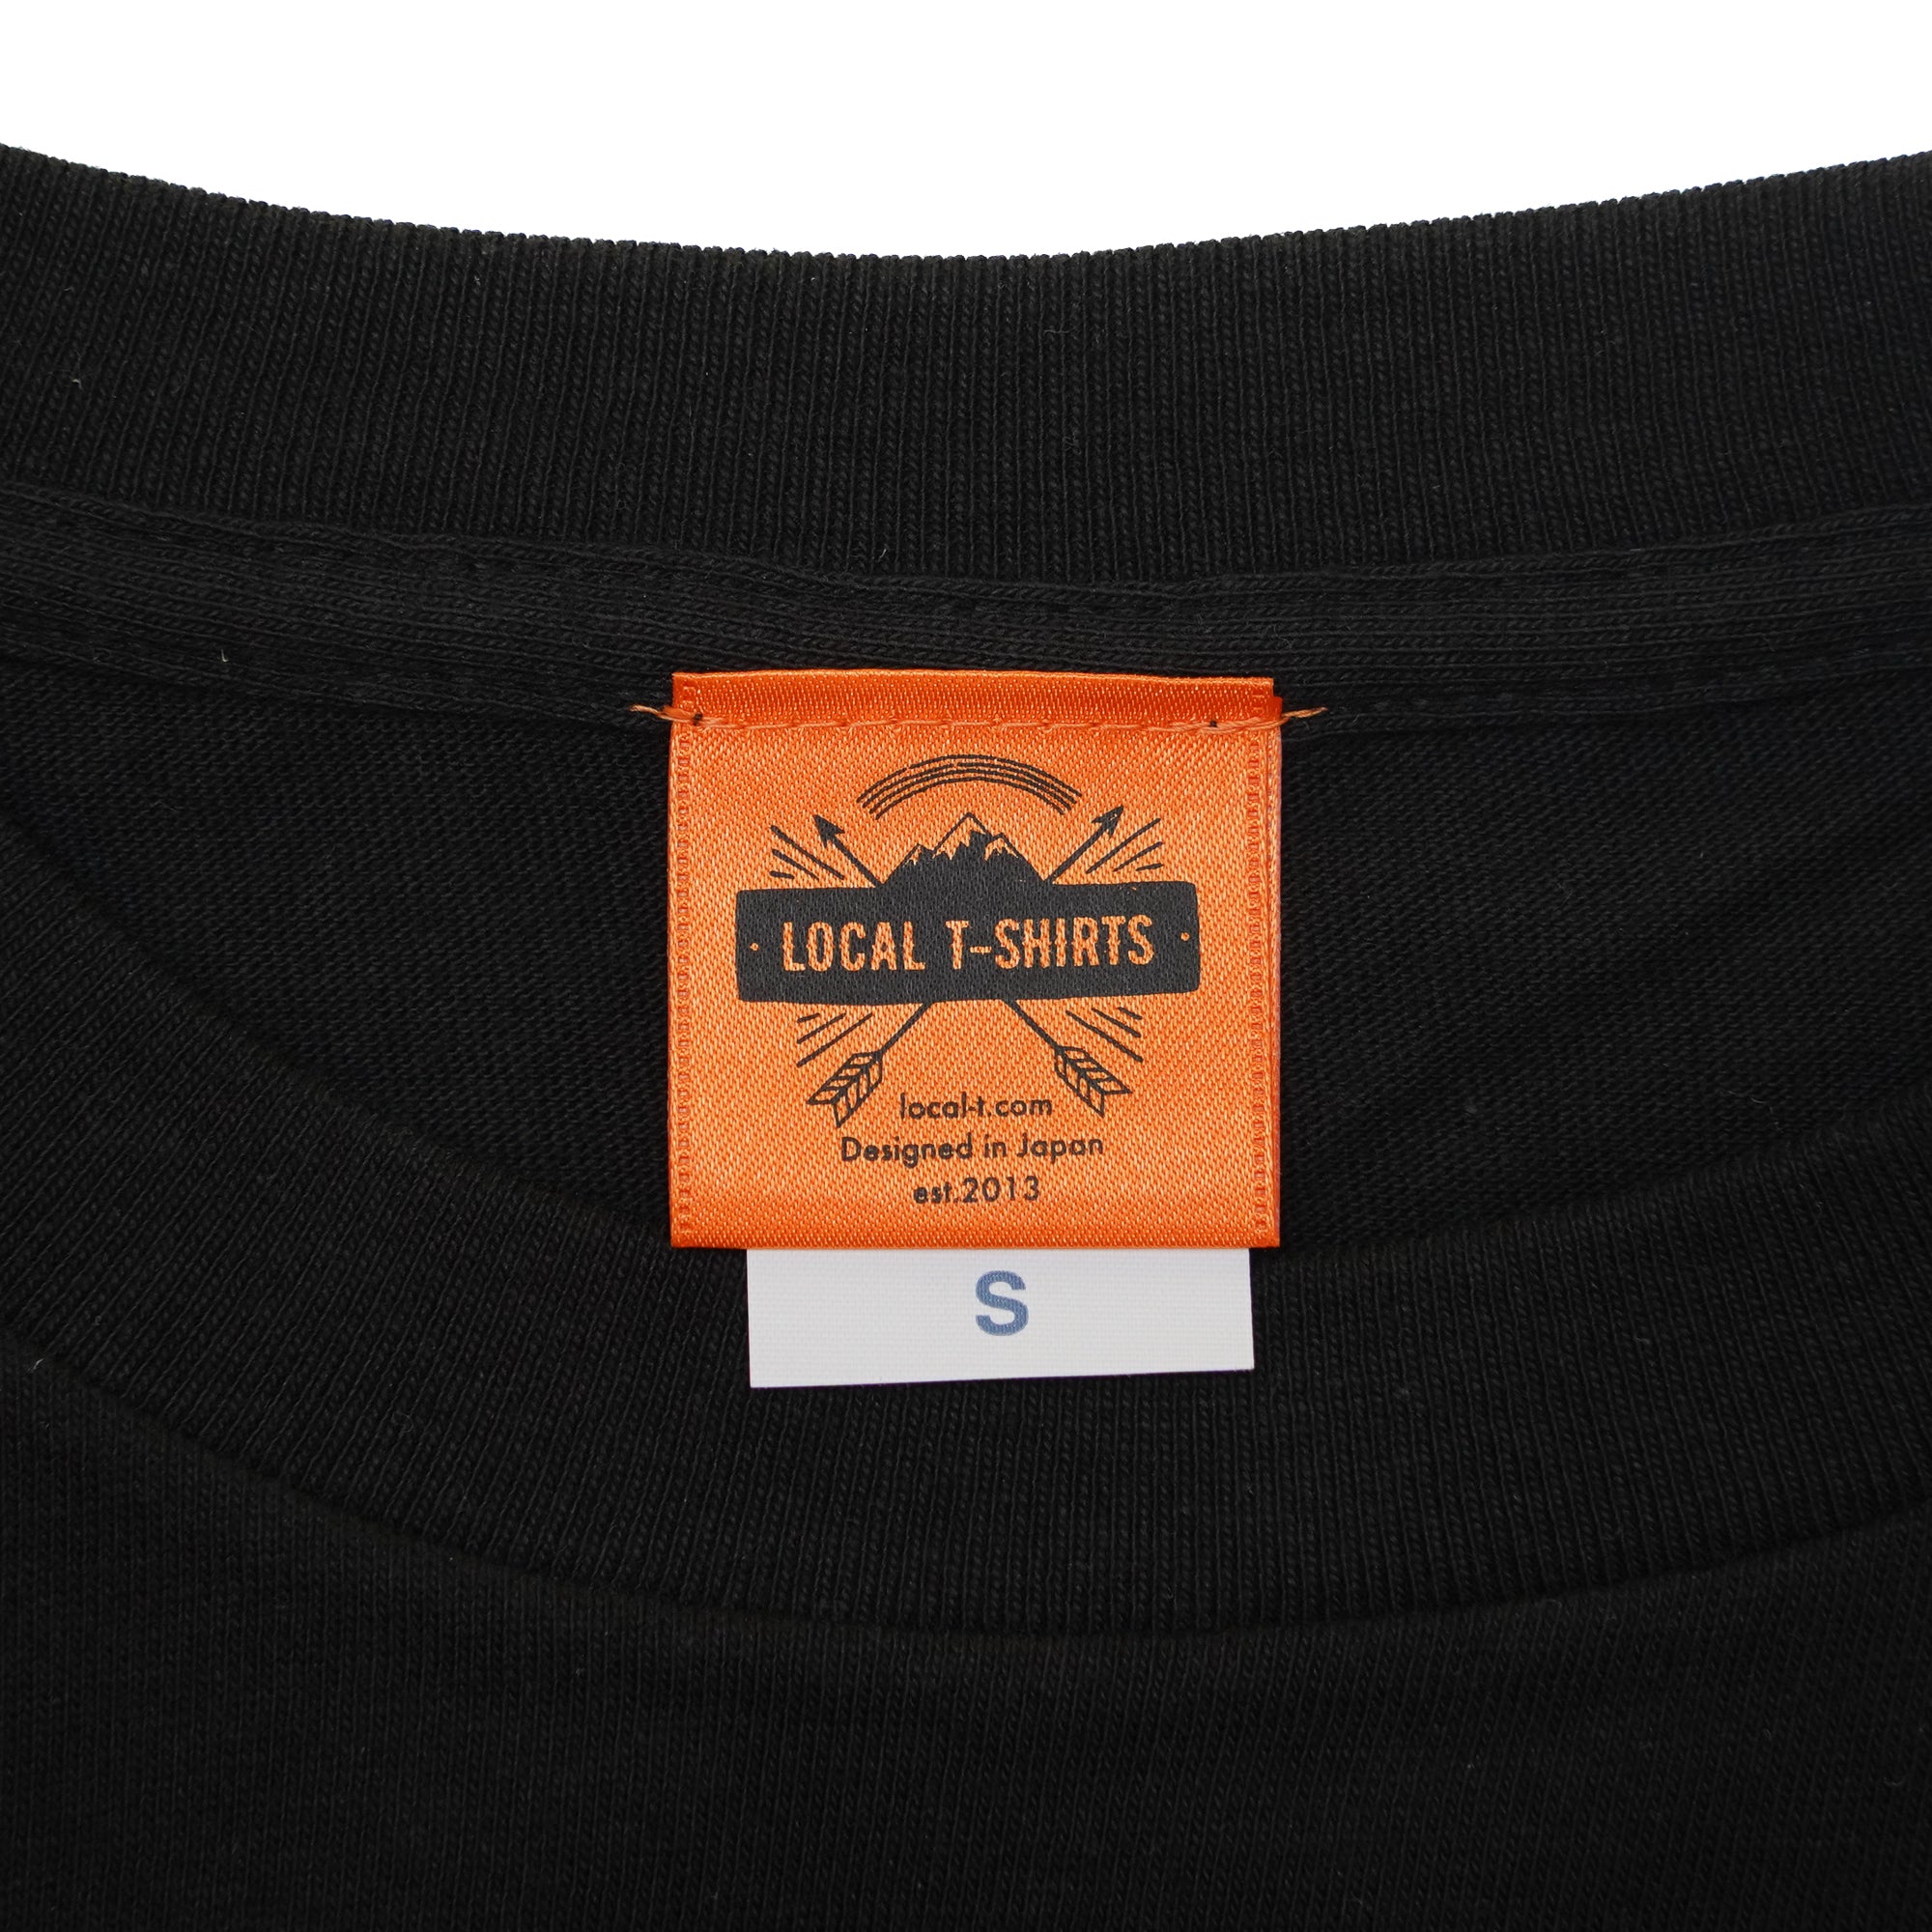 LOCAL T-SHIRTS
local-t.com
Designed in Japan
est.2013
S